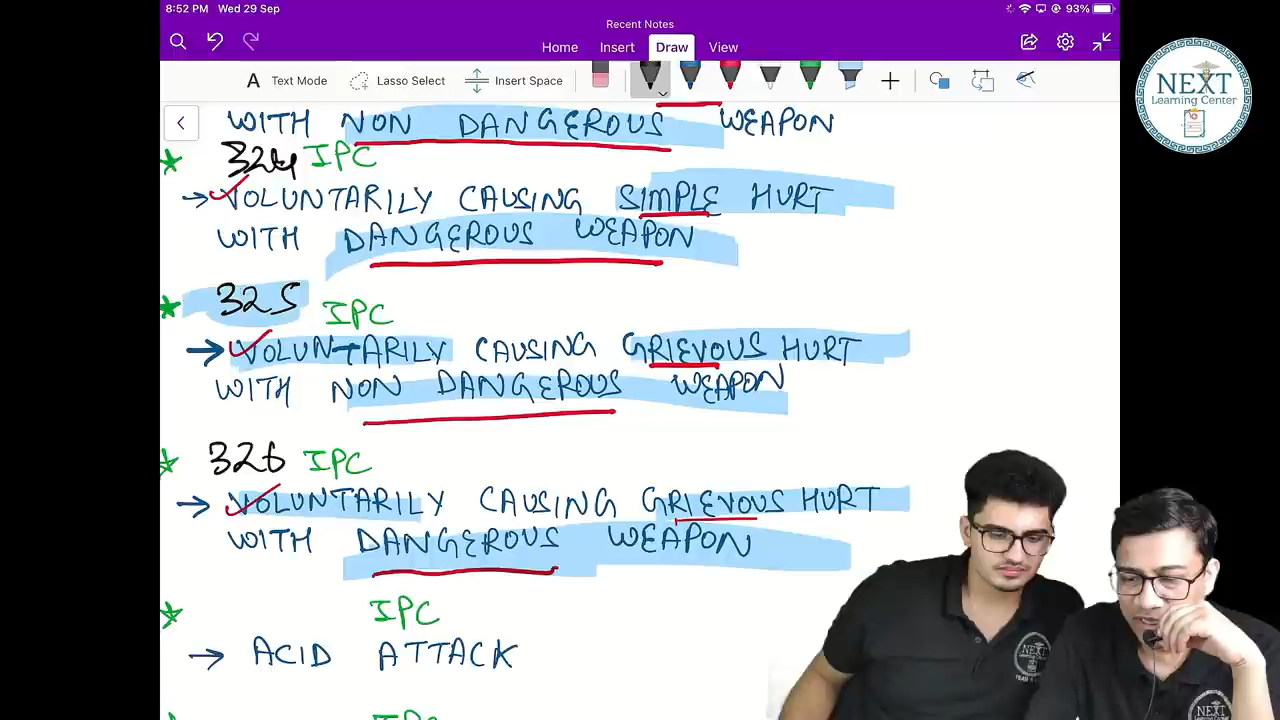 8:52 PM Wed 29 Sep
93%
Recent Notes
Home Insert Draw View
Text Mode Lasso Select Insert Space
NEXT
Learning Center
WITH NON DANGEROUS WEAPON
324 IPC
VOLUNTARILY CAUSING SIMPLE HURT
WITH DANGEROUS WEAPON
325 IPC
VOLUNTARILY CAUSING GRIEVOUS HURT
WITH NON DANGEROUS WEAPON
326 IPC
VOLUNTARILY CAUSING GRIEVOUS HURT
WITH DANGEROUS WEAPON
IPC
ACID ATTACK
IPC
NEXT